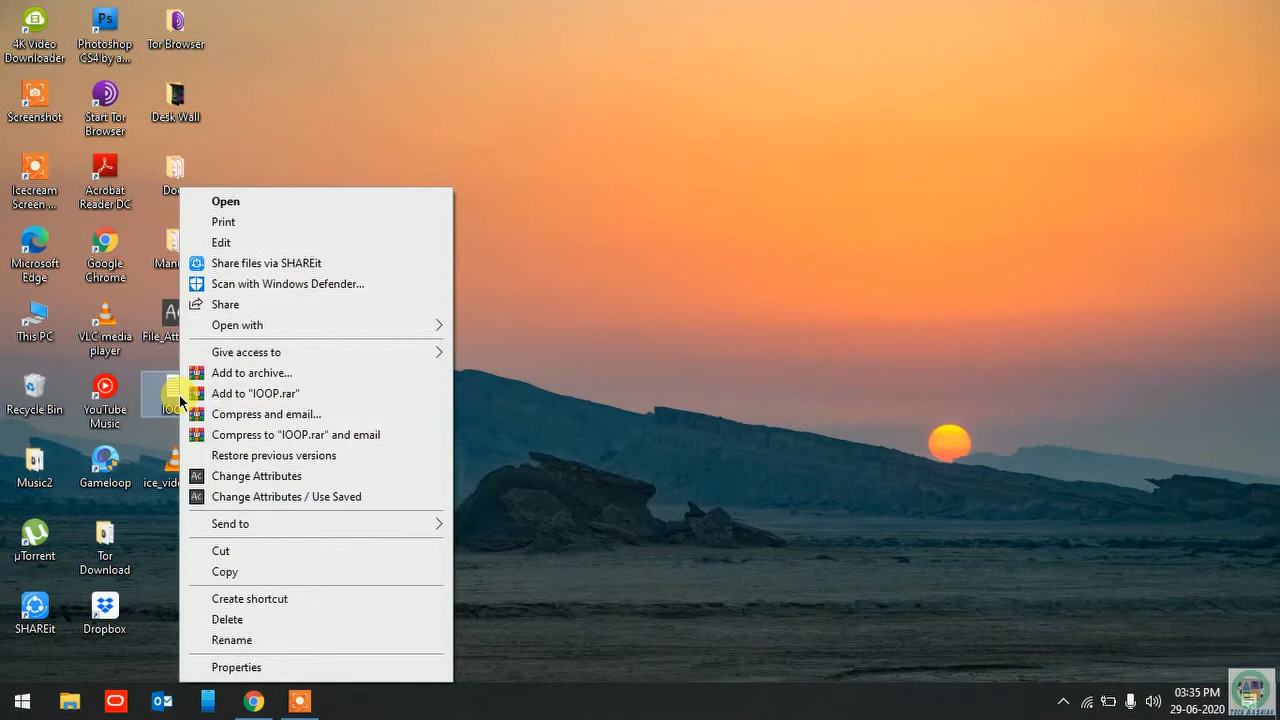 4K Video
Downloader
Ps
Photoshop
CS4 by a...
Tor Browser
Screenshot
Start Tor
Browser
Desk Wall
Icecream
Screen ...
Acrobat
Reader DC
Microsoft
Edge
Google
Chrome
This PC
VLC media
player
Recycle Bin
YouTube
Music
Music2
Gameloop
µTorrent
Tor
Download
SHAREit
Dropbox
Open
Print
Edit
Share files via SHAREit
Scan with Windows Defender...
Share
Open with
Give access to
Add to archive...
Add to "IOOP.rar"
Compress and email...
Compress to "IOOP.rar" and email
Restore previous versions
Ac Change Attributes
Ac Change Attributes / Use Saved
Send to
Cut
Copy
Create shortcut
Delete
Rename
Properties
03:35 PM
29-06-2020